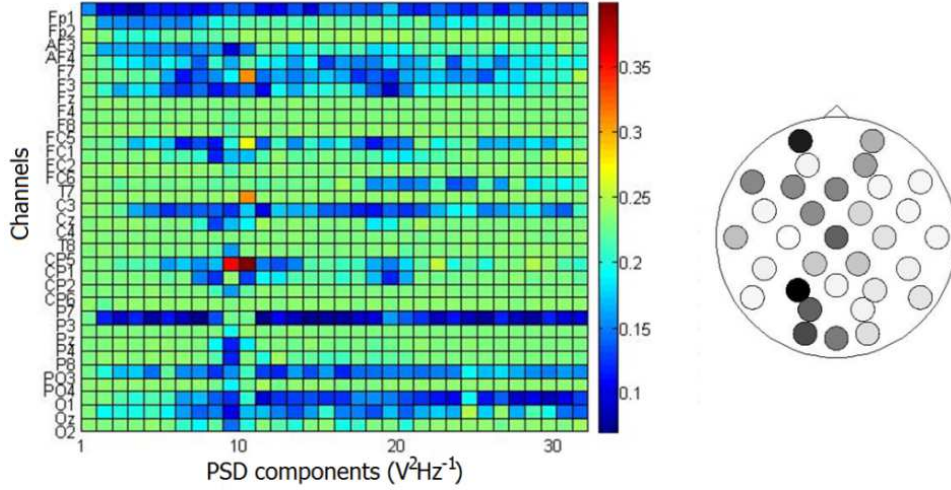 Fp1
Fp2
AF3
AF4
F7
F3
Fz
F4
F8
FC5
FC1
FC2
FC6
T7
C3
Cz
C4
T8
CP5
CP1
CP2
CP6
P7
P3
Pz
P4
P8
PO3
PO4
O1
Oz
O2
Channels
1
10
20
30
PSD components (V²Hz⁻¹)
0.35
0.3
0.25
0.2
0.15
0.1